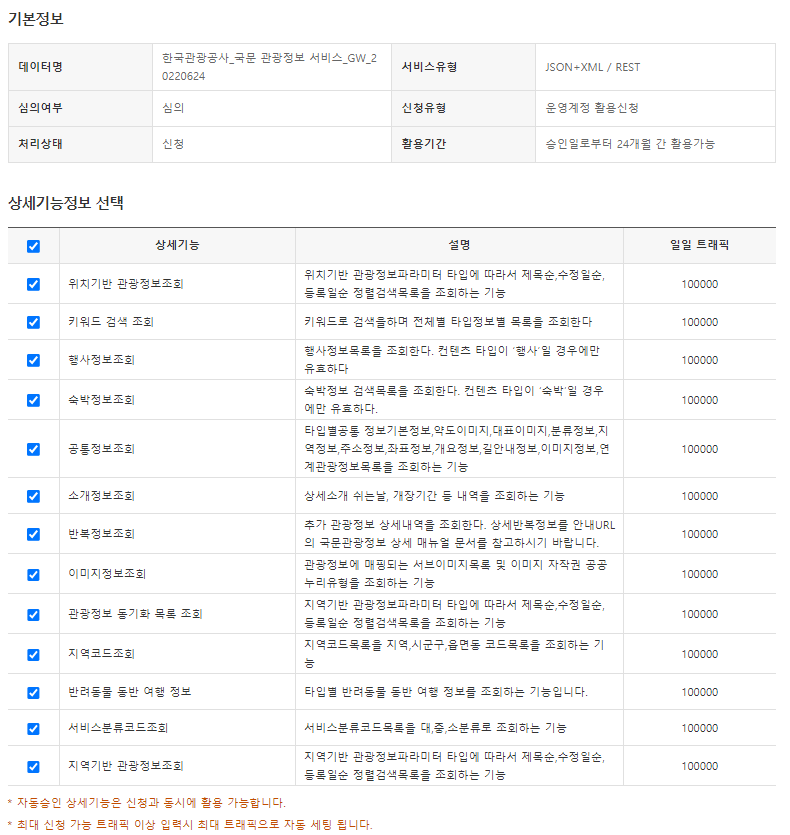 기본정보
데이터명
한국관광공사_국문 관광정보 서비스_GW_2
0220624
서비스유형
JSON+XML / REST
심의여부
심의
신청유형
운영계정 활용신청
처리상태
신청
활용기간
승인일로부터 24개월 간 활용가능
상세기능정보 선택
상세기능
설명
일일 트래픽
위치기반 관광정보조회
위치기반 관광정보파라미터 타입에 따라서 제목순,수정일순,
등록일순 정렬검색목록을 조회하는 기능
100000
키워드 검색 조회
키워드로 검색을하며 전체별 타입정보별 목록을 조회한다
100000
행사정보조회
행사정보목록을 조회한다. 컨텐츠 타입이 '행사'일 경우에만
유효하다
100000
숙박정보조회
숙박정보 검색목록을 조회한다. 컨텐츠 타입이 '숙박'일 경우
에만 유효하다.
100000
공통정보조회
타입별공통 정보기본정보,약도이미지,대표이미지,분류정보,지
역정보,주소정보,좌표정보,개요정보,길안내정보,이미지정보,연
계관광정보목록을 조회하는 기능
100000
소개정보조회
상세소개 쉬는날, 개장기간 등 내역을 조회하는 기능
100000
반복정보조회
추가 관광정보 상세내역을 조회한다. 상세반복정보를 안내URL
의 국문관광정보 상세 매뉴얼 문서를 참고하시기 바랍니다.
100000
이미지정보조회
관광정보에 매핑되는 서브이미지목록 및 이미지 자작권 공공
누리유형을 조회하는 기능
100000
관광정보 동기화 목록 조회
지역기반 관광정보파라미터 타입에 따라서 제목순,수정일순,
등록일순 정렬검색목록을 조회하는 기능
100000
지역코드조회
지역코드목록을 지역,시군구,읍면동 코드목록을 조회하는 기
능
100000
반려동물 동반 여행 정보
타입별 반려동물 동반 여행 정보를 조회하는 기능입니다.
100000
서비스분류코드조회
서비스분류코드목록을 대,중,소분류로 조회하는 기능
100000
지역기반 관광정보조회
지역기반 관광정보파라미터 타입에 따라서 제목순,수정일순,
등록일순 정렬검색목록을 조회하는 기능
100000
* 자동승인 상세기능은 신청과 동시에 활용 가능합니다.
* 최대 신청 가능 트래픽 이상 입력시 최대 트래픽으로 자동 세팅 됩니다.